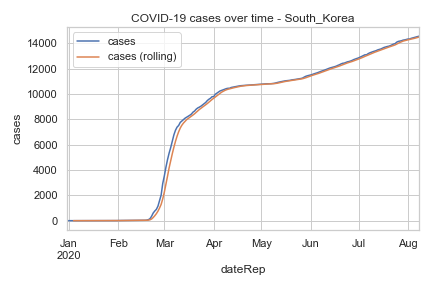 COVID-19 cases over time - South_Korea
cases
cases (rolling)
14000
12000
10000
8000
6000
4000
2000
0
cases
Jan Feb Mar Apr May Jun Jul Aug
2020
dateRep